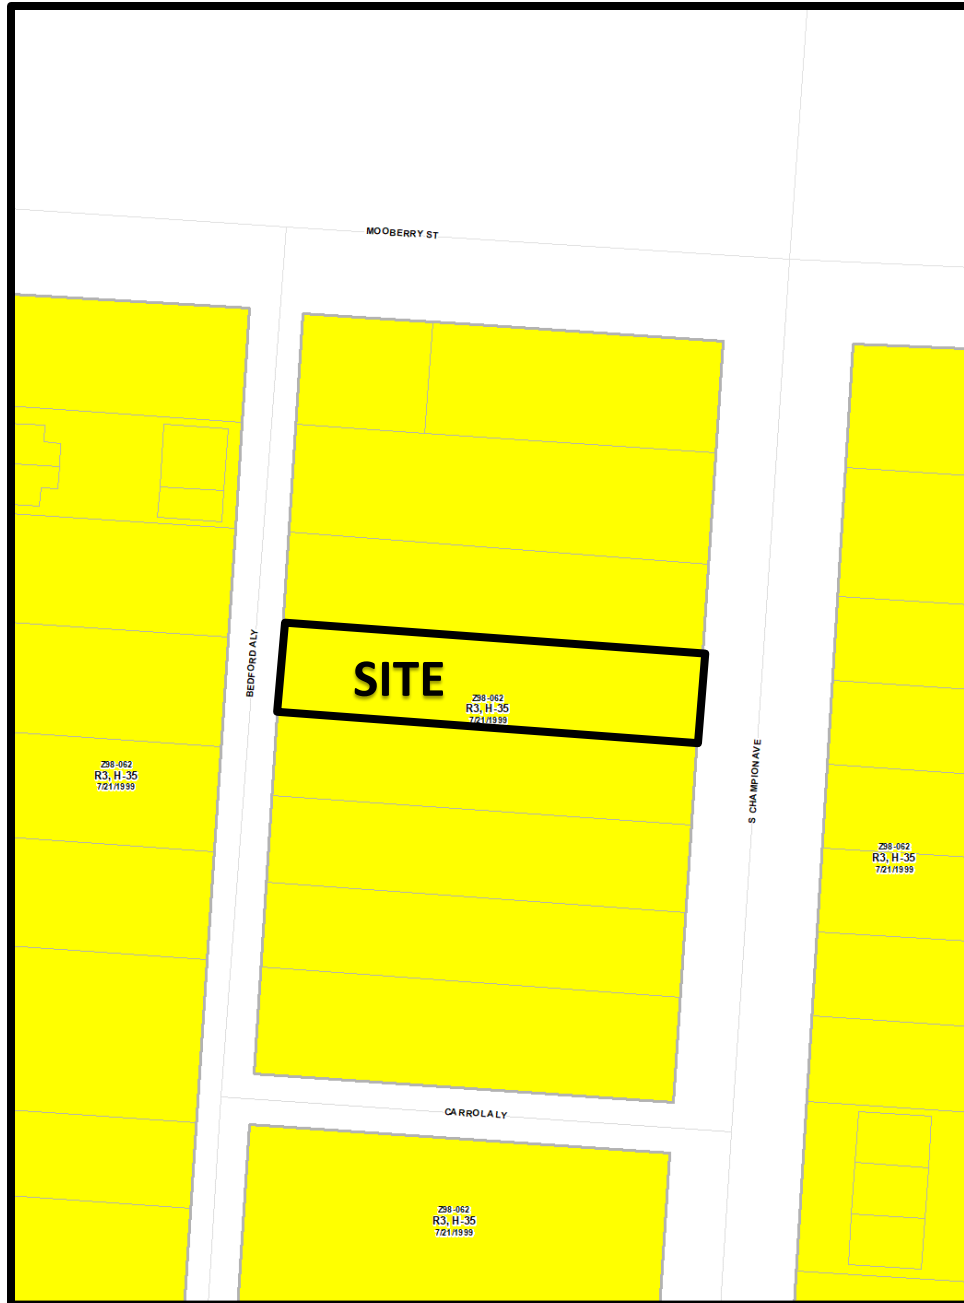 MOOBERRY ST
BEDFORD ALY
SITE
Z98-062
R3, H-35
7/21/1999
S CHAMPION AVE
Z98-062
R3, H-35
7/21/1999
Z98-062
R3, H-35
7/21/1999
CARROL ALY
Z98-062
R3, H-35
7/21/1999